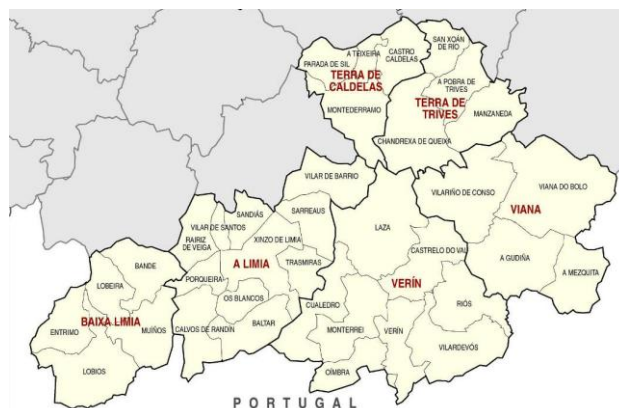 SAN XOÁN
DE RÍO
A TEIXEIRA
CASTRO
CALDELAS
PARADA DE SIL
TERRA DE
CALDELAS
A POBRA DE
TRIVES
TERRA DE
TRIVES
MONTEDERRAMO
MANZANEDA
CHANDREXA DE QUEIXA
VILAR DE BARRIO
VILARIÑO DE CONSO
VIANA DO BOLO
VIANA
SANDIÁS
SARREAUS
VILAR DE SANTOS
RAIRIZ
DE VEIGA
XINZO DE LIMIA
LAZA
CASTRELO DO VAL
A GUDIÑA
A MEZQUITA
BANDE
LOBEIRA
A LIMIA
TRASMIRAS
PORQUEIRA
VERÍN
OS BLANCOS
CUALEDRO
RIÓS
BAIXA LIMIA
ENTRIMO
MUIÑOS
CALVOS DE RANDÍN
BALTAR
MONTERREI
VERÍN
VILARDEVÓS
LOBIOS
OÍMBRA
PORTUGAL